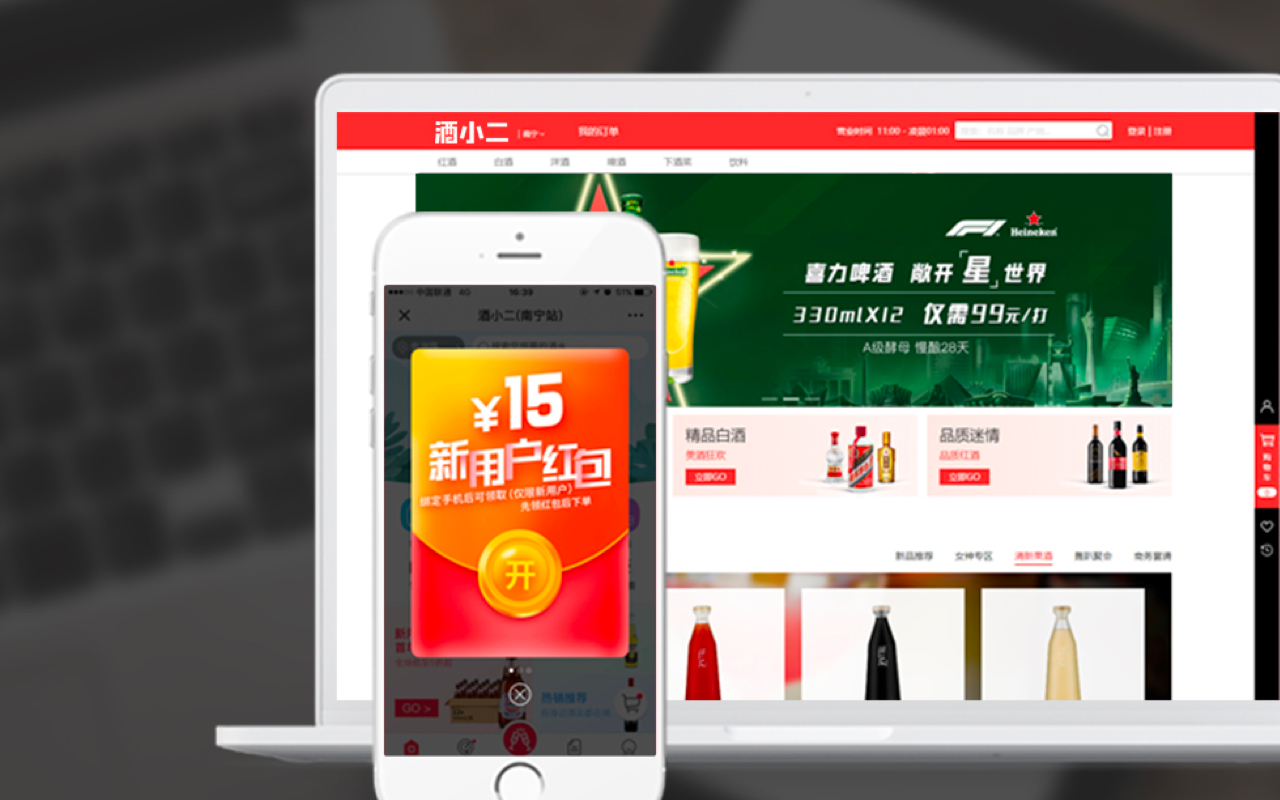 酒小二
南宁
我的订单
营业时间 11:00 - 凌晨01:00
登录 | 注册
红酒
白酒
洋酒
啤酒
下酒菜
饮料
F1
Heineken
喜力啤酒 敞开「星」世界
330mlX12 仅需99元/打
A级酵母 慢酿28天
精品白酒
美酒狂欢
立即GO
品质迷情
品质红酒
立即GO
购物车
新品推荐
女神专区
清新果酒
轰趴聚会
商务宴请
中国联通 4G
16:39
51%
酒小二(南宁站)
¥15
新用户红包
绑定手机后可领取(仅限新用户)
先领红包后下单
开
热销推荐
GO >